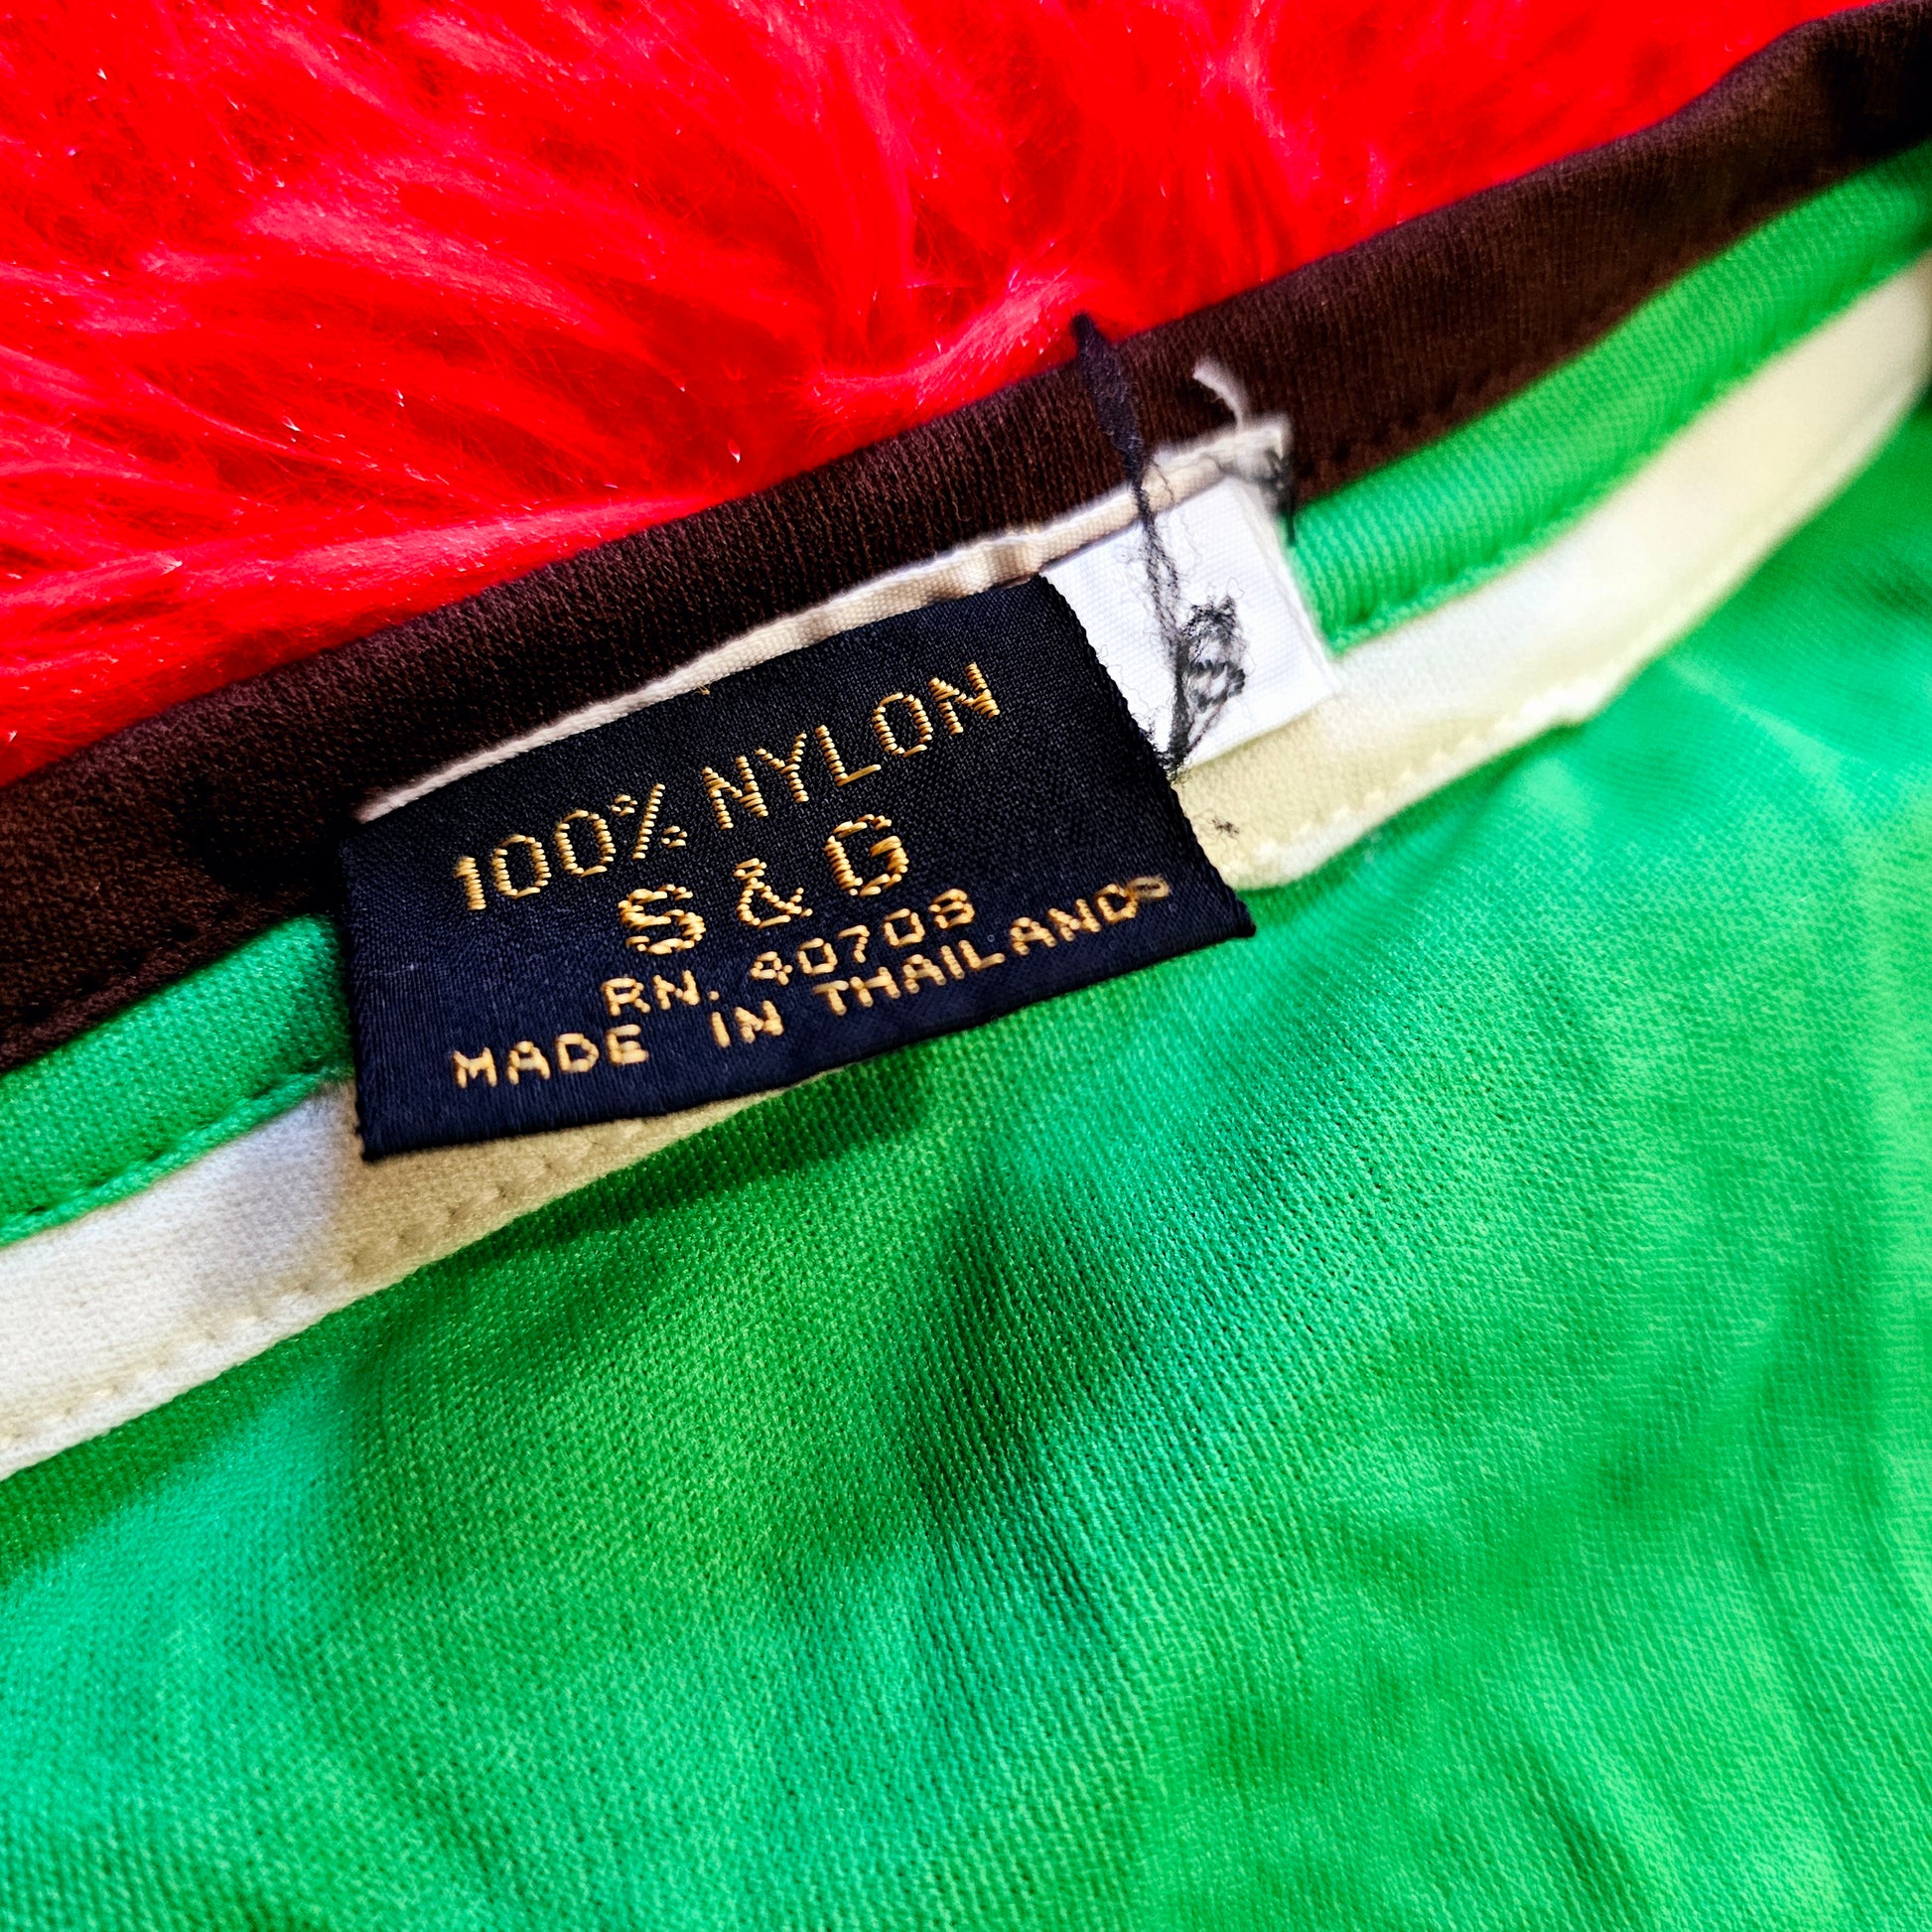 100% NYLON
S & G
RN. 40708
MADE IN THAILAND